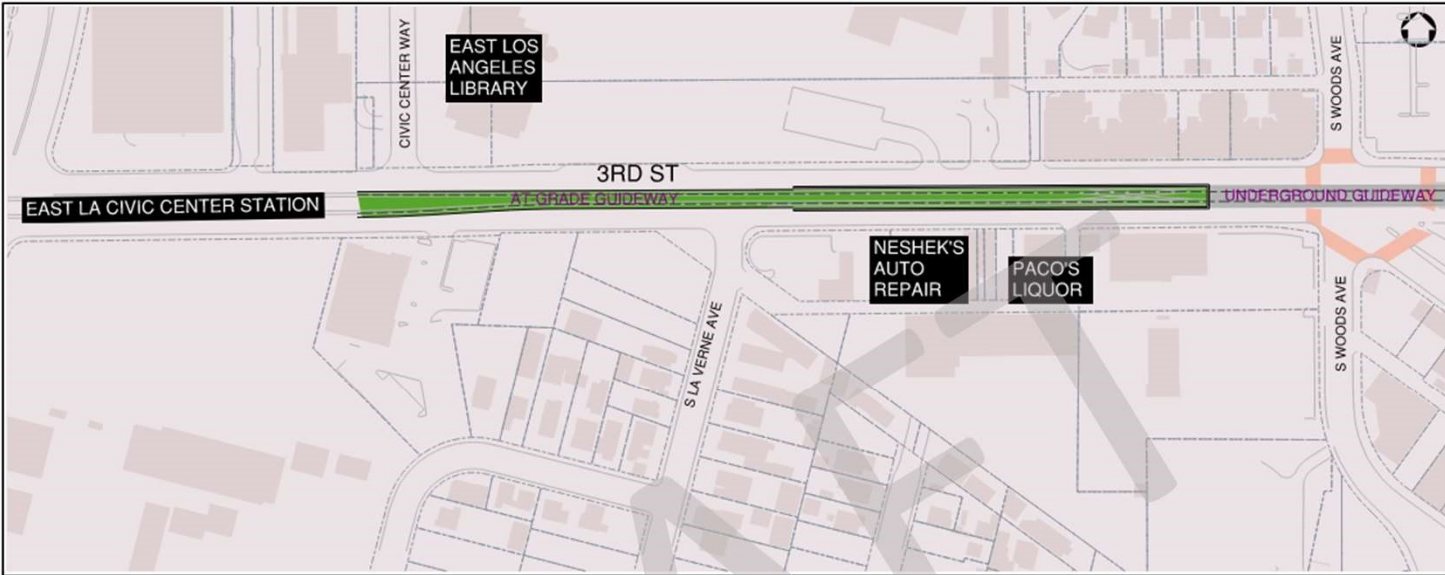 CIVIC CENTER WAY
EAST LOS
ANGELES
LIBRARY
S WOODS AVE
3RD ST
EAST LA CIVIC CENTER STATION
AT GRADE GUIDEWAY
UNDERGROUND GUIDEWAY
NESHEK'S
AUTO
REPAIR
PACO'S
LIQUOR
S LA VERNE AVE
S WOODS AVE